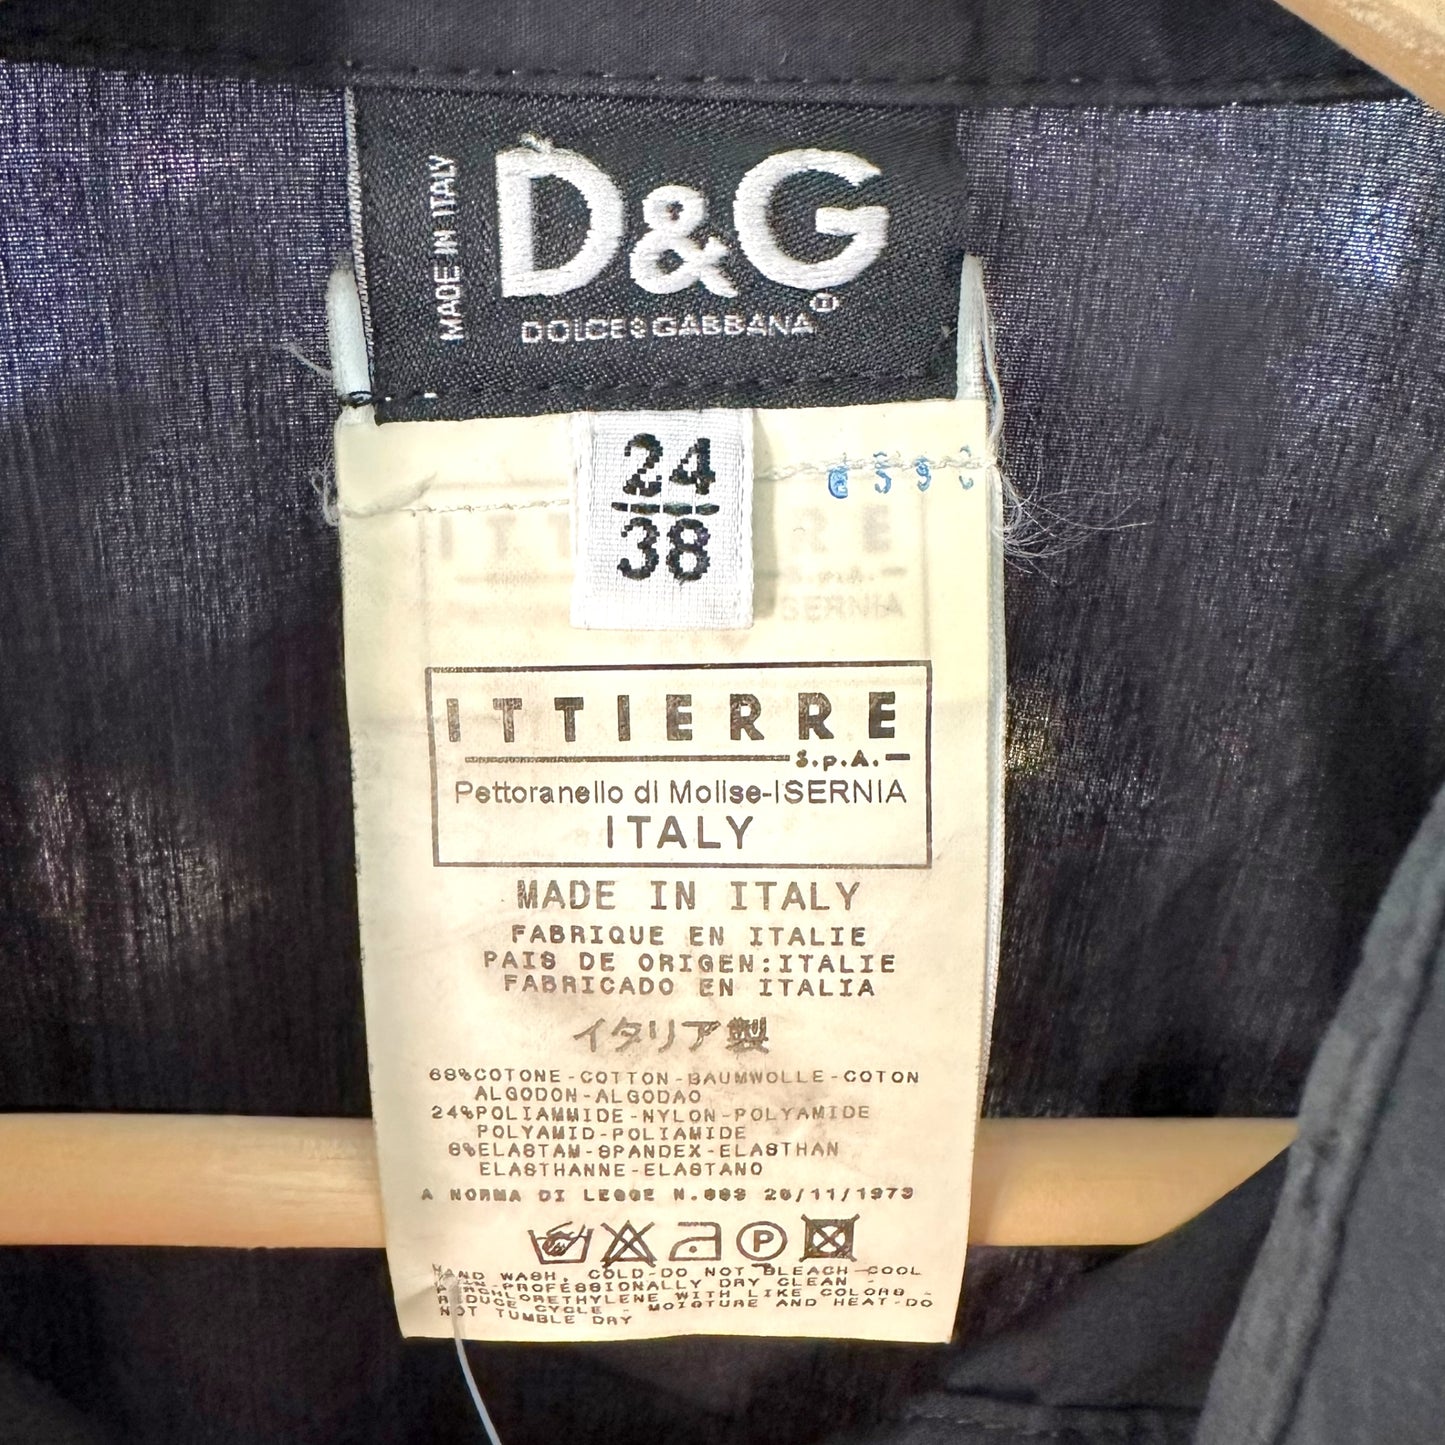 MADE IN ITALY
D&G®
DOLCE&GABBANA
24
38
ITTIERRE
S.p.A.
Pettoranello di Molise-ISERNIA
ITALY
MADE IN ITALY
FABRIQUE EN ITALIE
PAIS DE ORIGEN:ITALIE
FABRICADO EN ITALIA
イタリア製
68%COTONE-COTTON-BAUMWOLLE-COTON
ALGODON-ALGODAO
24%POLIAMMIDE-NYLON-POLYAMIDE
POLYAMID-POLIAMIDE
8%ELASTAM-SPANDEX-ELASTHAN
ELASTHANNE-ELASTANO
A NORMA DI LEGGE N. 26/11/1973
P
HAND WASH, COLD-DO NOT BLEACH-COOL
IRON-PROFESSIONALLY DRY CLEAN -
PERCHLORETHYLENE WITH LIKE COLORS -
REDUCE CYCLE - MOISTURE AND HEAT-DO
NOT TUMBLE DRY